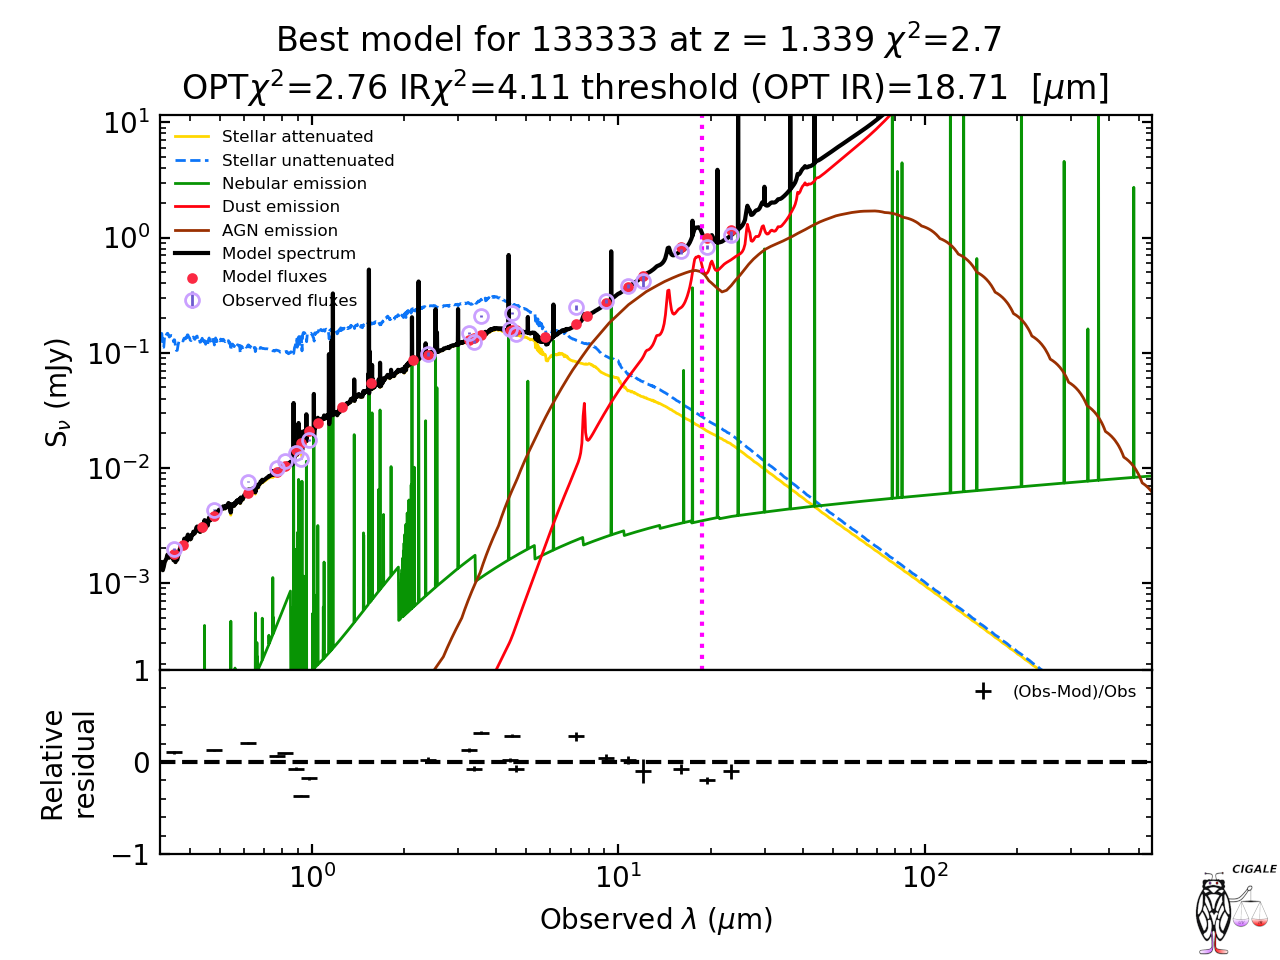 Best model for 133333 at z = 1.339 χ²=2.7
OPTχ²=2.76 IRχ²=4.11 threshold (OPT IR)=18.71 [μm]
10¹
10⁰
10⁻¹
10⁻²
10⁻³
S_ν (mJy)
Stellar attenuated
Stellar unattenuated
Nebular emission
Dust emission
AGN emission
Model spectrum
Model fluxes
Observed fluxes
1
0
−1
Relative
residual
(Obs-Mod)/Obs
10⁰ 10¹ 10²
Observed λ (μm)
CIGALE